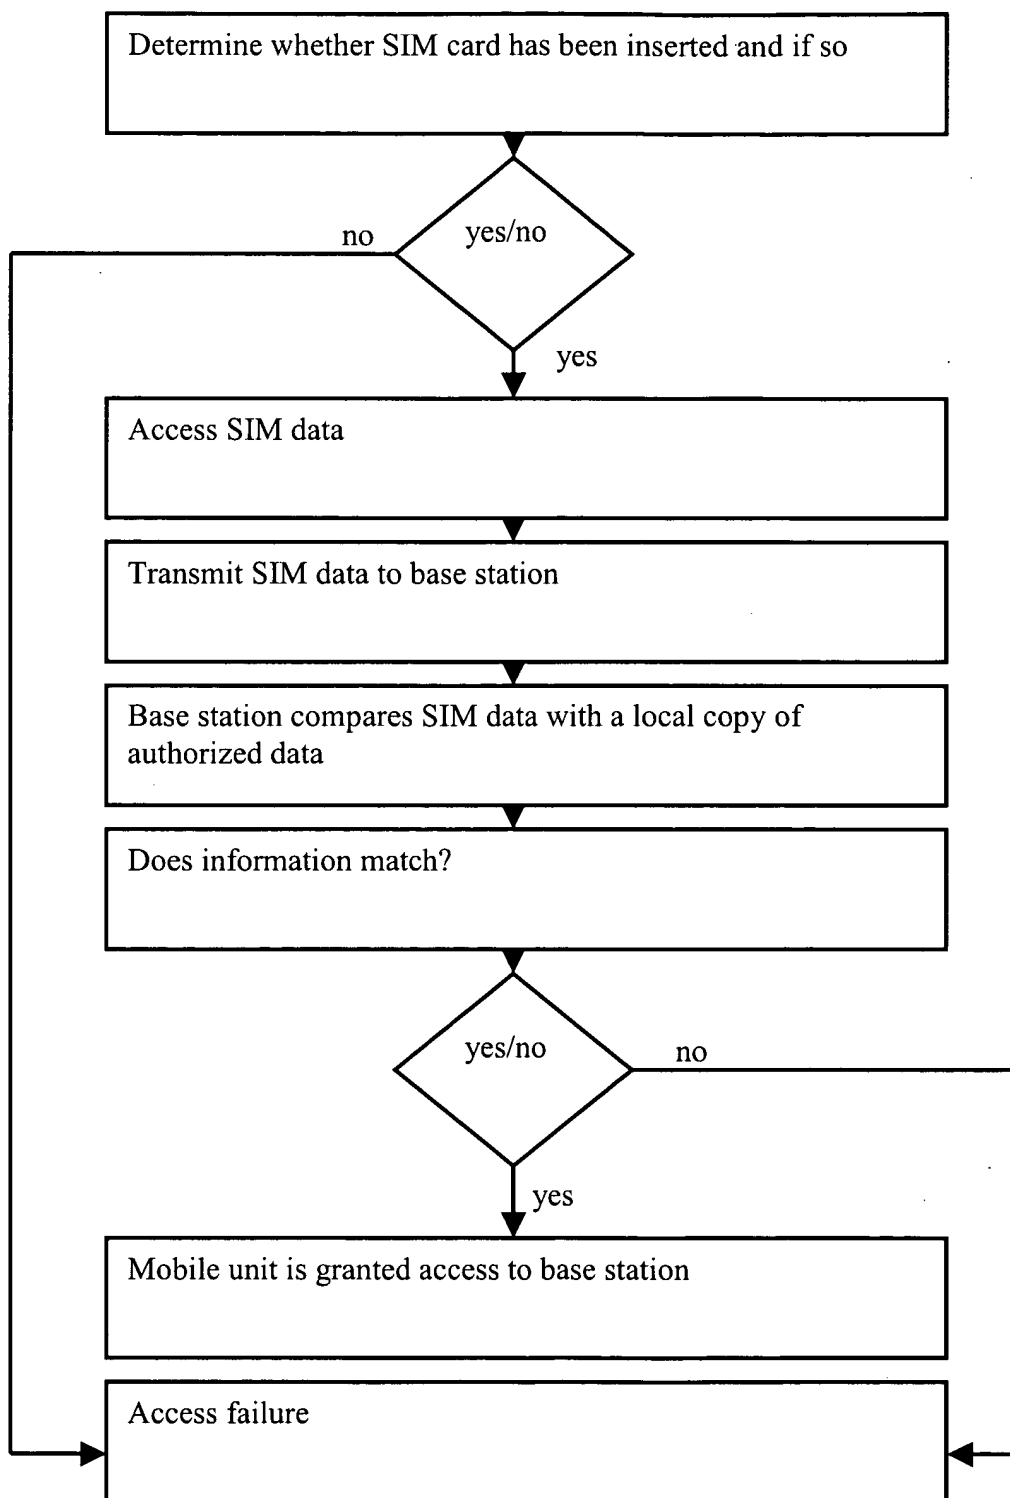 Determine whether SIM card has been inserted and if so
yes/no
no
yes
Access SIM data
Transmit SIM data to base station
Base station compares SIM data with a local copy of
authorized data
Does information match?
yes/no
no
yes
Mobile unit is granted access to base station
Access failure